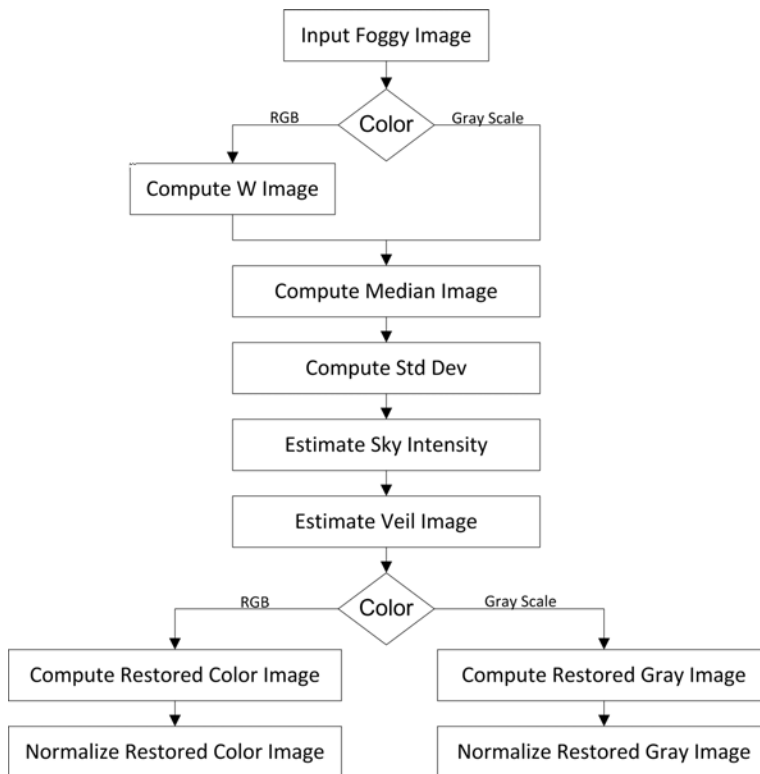 Input Foggy Image
Color
RGB
Gray Scale
Compute W Image
Compute Median Image
Compute Std Dev
Estimate Sky Intensity
Estimate Veil Image
Color
RGB
Gray Scale
Compute Restored Color Image
Compute Restored Gray Image
Normalize Restored Color Image
Normalize Restored Gray Image